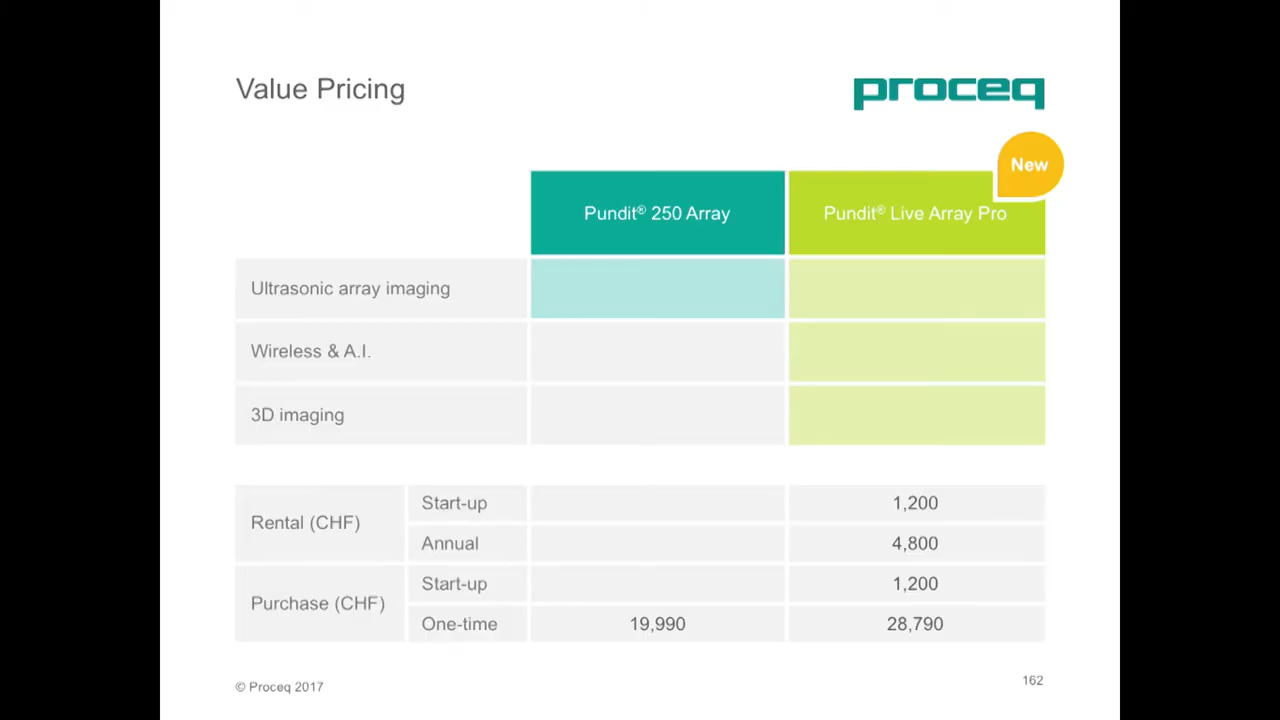 Value Pricing
proceq
New
Pundit® 250 Array
Pundit® Live Array Pro
Ultrasonic array imaging
Wireless & A.I.
3D imaging
Rental (CHF)
Start-up
1,200
Annual
4,800
Purchase (CHF)
Start-up
1,200
One-time
19,990
28,790
© Proceq 2017
162